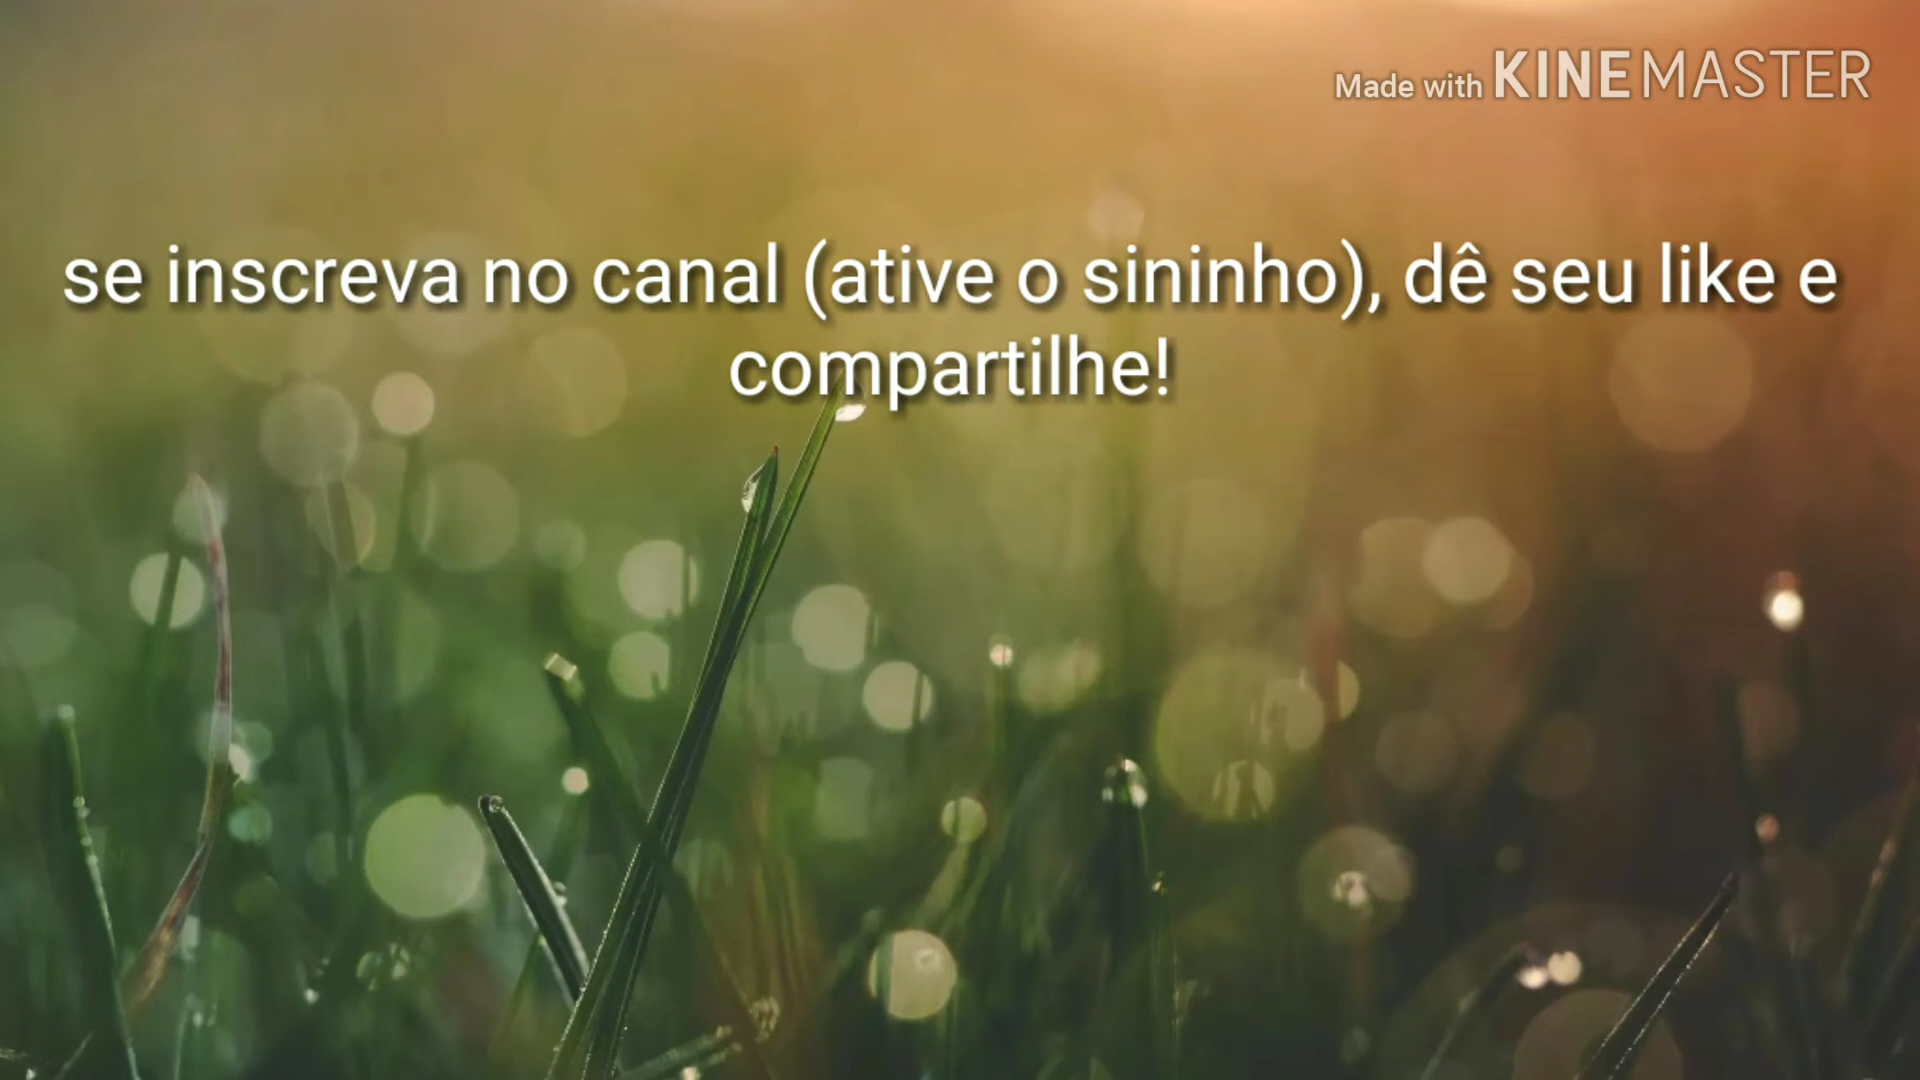 Made with KINEMASTER
se inscreva no canal (ative o sininho), dê seu like e
compartilhe!